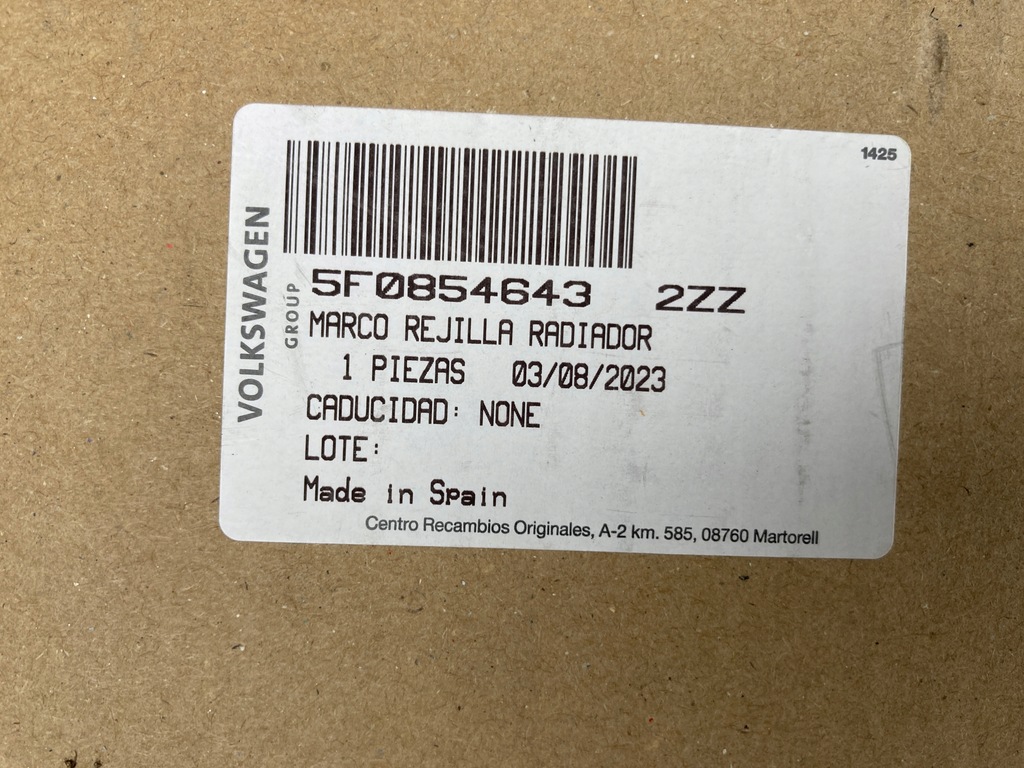 1425
VOLKSWAGEN
GROUP
5F0854643 2ZZ
MARCO REJILLA RADIADOR
1 PIEZAS 03/08/2023
CADUCIDAD: NONE
LOTE:
Made in Spain
Centro Recambios Originales, A-2 km. 585, 08760 Martorell